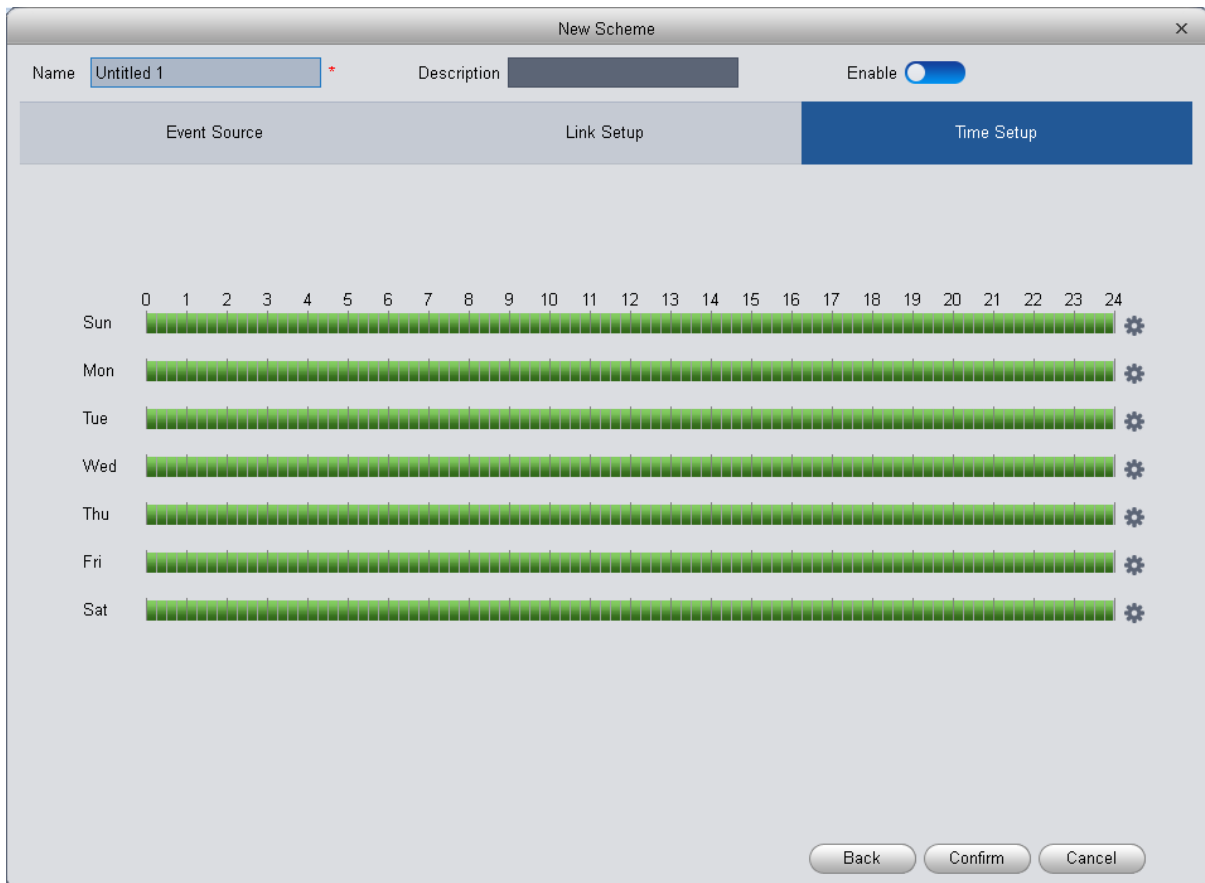 New Scheme
Name Untitled 1 * Description Enable
Event Source Link Setup Time Setup
0 1 2 3 4 5 6 7 8 9 10 11 12 13 14 15 16 17 18 19 20 21 22 23 24
Sun
Mon
Tue
Wed
Thu
Fri
Sat
Back Confirm Cancel